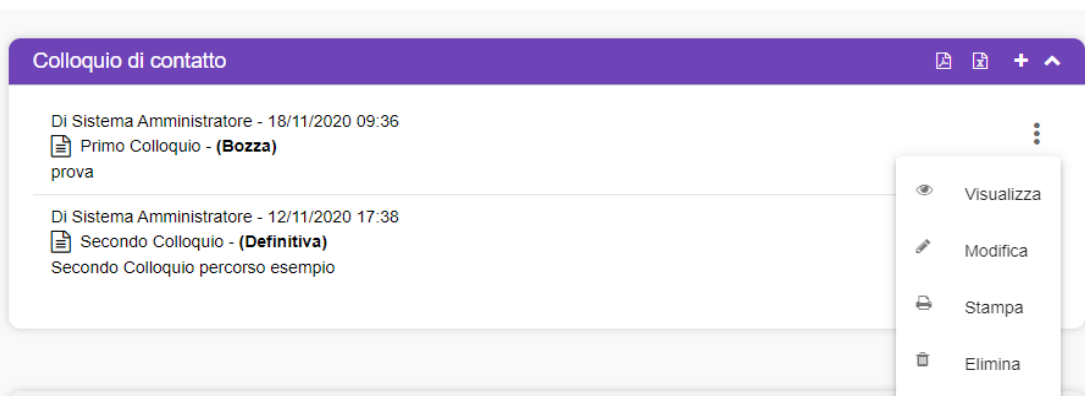 Colloquio di contatto
Di Sistema Amministratore - 18/11/2020 09:36
Primo Colloquio - (Bozza)
prova
Di Sistema Amministratore - 12/11/2020 17:38
Secondo Colloquio - (Definitiva)
Secondo Colloquio percorso esempio
Visualizza
Modifica
Stampa
Elimina